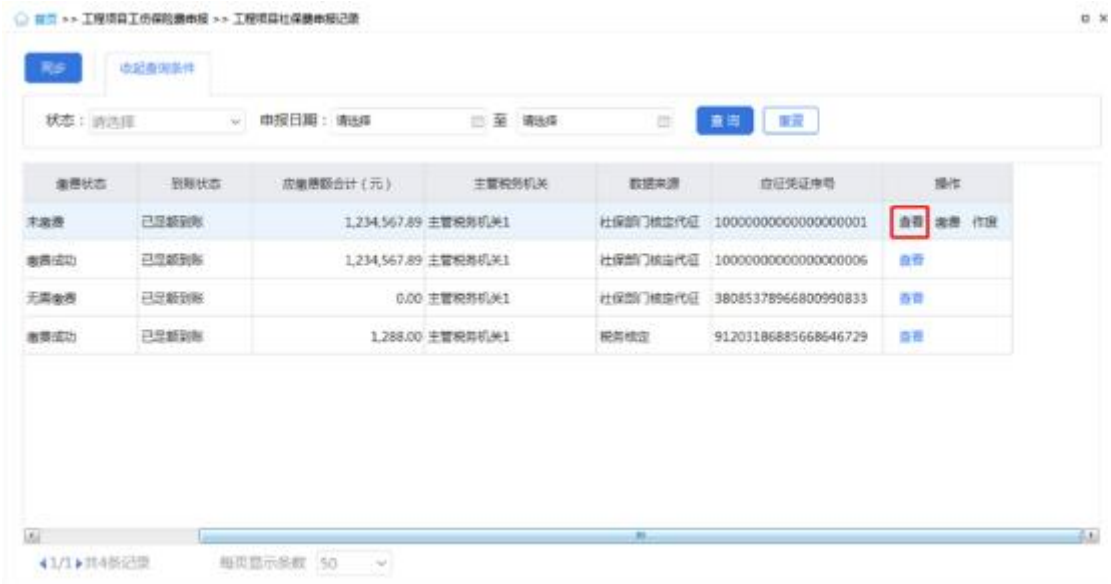 首页 >> 工程项目工伤保险费申报 >> 工程项目社保费申报记录
同步 收起查询条件
状态： 请选择 申报日期： 请选择 至 请选择 查询 重置
缴费状态 到账状态 应缴费额合计（元） 主管税务机关 数据来源 应征凭证序号 操作
未缴费 已足额到账 1,234,567.89 主管税务机关1 社保部门核定代征 10000000000000000001 查看 缴费 作废
缴费成功 已足额到账 1,234,567.89 主管税务机关1 社保部门核定代征 10000000000000000006 查看
无需缴费 已足额到账 0.00 主管税务机关1 社保部门核定代征 38085378966800990833 查看
缴费成功 已足额到账 1,288.00 主管税务机关1 税务核定 91203186885668646729 查看
1/1 共4条记录 每页显示条数 50